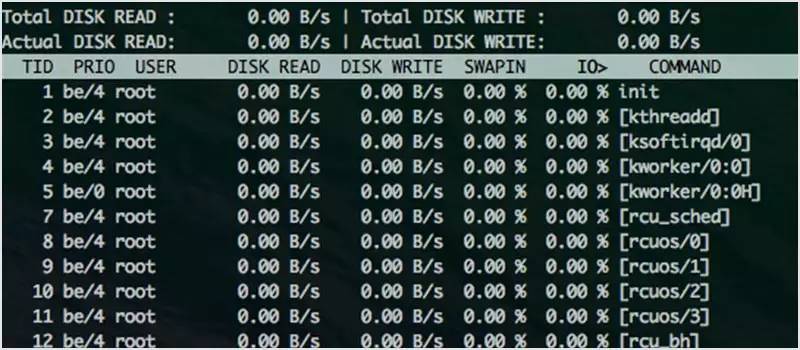 Total DISK READ :       0.00 B/s | Total DISK WRITE :       0.00 B/s
Actual DISK READ:       0.00 B/s | Actual DISK WRITE:       0.00 B/s
  TID  PRIO  USER     DISK READ  DISK WRITE  SWAPIN     IO>    COMMAND
    1 be/4 root        0.00 B/s    0.00 B/s  0.00 %  0.00 % init
    2 be/4 root        0.00 B/s    0.00 B/s  0.00 %  0.00 % [kthreadd]
    3 be/4 root        0.00 B/s    0.00 B/s  0.00 %  0.00 % [ksoftirqd/0]
    4 be/4 root        0.00 B/s    0.00 B/s  0.00 %  0.00 % [kworker/0:0]
    5 be/0 root        0.00 B/s    0.00 B/s  0.00 %  0.00 % [kworker/0:0H]
    7 be/4 root        0.00 B/s    0.00 B/s  0.00 %  0.00 % [rcu_sched]
    8 be/4 root        0.00 B/s    0.00 B/s  0.00 %  0.00 % [rcuos/0]
    9 be/4 root        0.00 B/s    0.00 B/s  0.00 %  0.00 % [rcuos/1]
   10 be/4 root        0.00 B/s    0.00 B/s  0.00 %  0.00 % [rcuos/2]
   11 be/4 root        0.00 B/s    0.00 B/s  0.00 %  0.00 % [rcuos/3]
   12 be/4 root        0.00 B/s    0.00 B/s  0.00 %  0.00 % [rcu_bh]